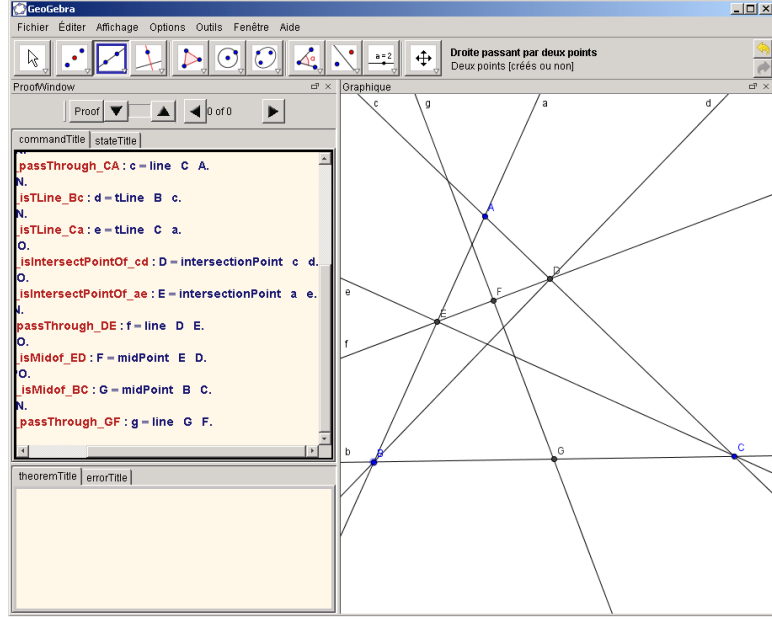 GeoGebra
Fichier Éditer Affichage Options Outils Fenêtre Aide
a=2
Droite passant par deux points
Deux points [créés ou non]
ProofWindow
Graphique
Proof
0 of 0
commandTitle stateTitle
_passThrough_CA : c = line C A.
N.
_isTLine_Bc : d = tLine B c.
N.
_isTLine_Ca : e = tLine C a.
O.
_isIntersectPointOf_cd : D = intersectionPoint c d.
O.
_isIntersectPointOf_ae : E = intersectionPoint a e.
N.
passThrough_DE : f = line D E.
O.
_isMidof_ED : F = midPoint E D.
'O.
_isMidof_BC : G = midPoint B C.
N.
_passThrough_GF : g = line G F.
theoremTitle errorTitle
c g a d
A
D
e
F
E
f
G
C
b
B